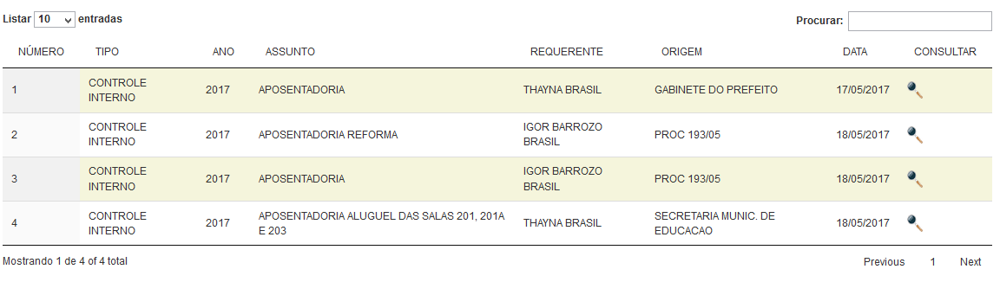 Listar 10 entradas Procurar:
NÚMERO TIPO ANO ASSUNTO REQUERENTE ORIGEM DATA CONSULTAR
1 CONTROLE INTERNO 2017 APOSENTADORIA THAYNA BRASIL GABINETE DO PREFEITO 17/05/2017
2 CONTROLE INTERNO 2017 APOSENTADORIA REFORMA IGOR BARROZO BRASIL PROC 193/05 18/05/2017
3 CONTROLE INTERNO 2017 APOSENTADORIA IGOR BARROZO BRASIL PROC 193/05 18/05/2017
4 CONTROLE INTERNO 2017 APOSENTADORIA ALUGUEL DAS SALAS 201, 201A E 203 THAYNA BRASIL SECRETARIA MUNIC. DE EDUCACAO 18/05/2017
Mostrando 1 de 4 of 4 total Previous 1 Next